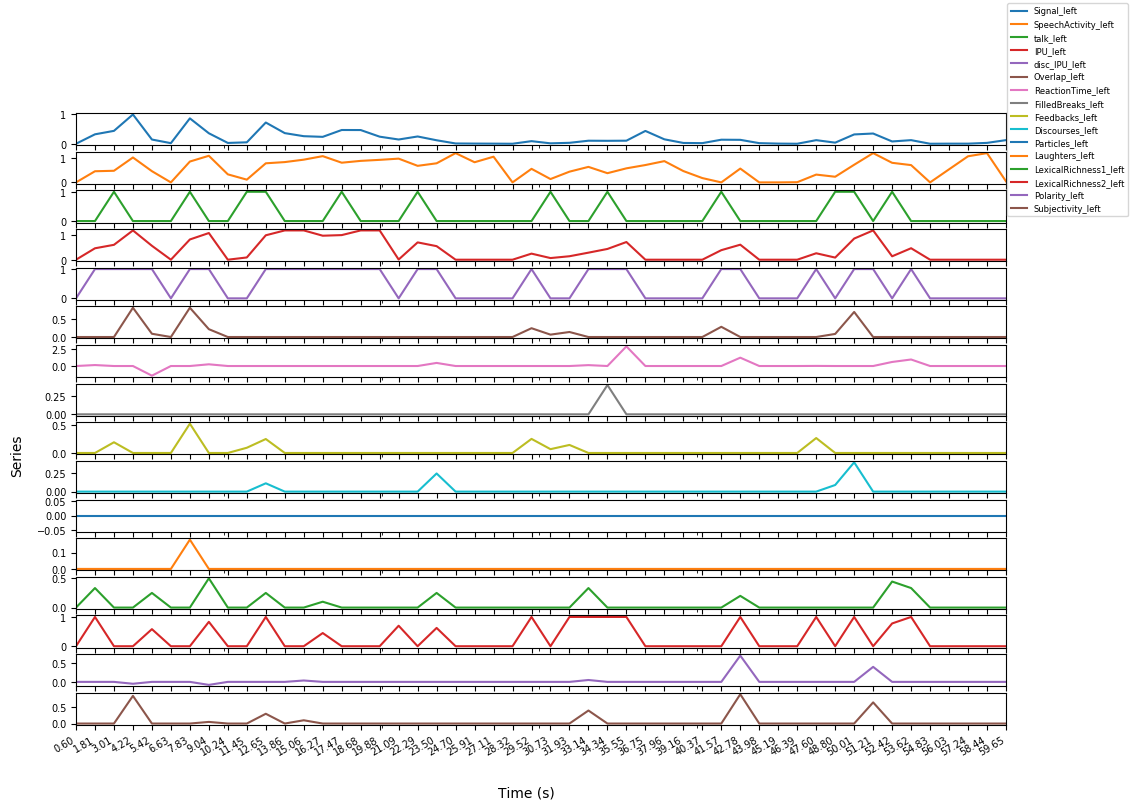 Signal_left
SpeechActivity_left
talk_left
IPU_left
disc_IPU_left
Overlap_left
ReactionTime_left
FilledBreaks_left
Feedbacks_left
Discourses_left
Particles_left
Laughters_left
LexicalRichness1_left
LexicalRichness2_left
Polarity_left
Subjectivity_left
1
0
1
0
1
0
1
0
1
0
0.5
0.0
2.5
0.0
0.25
0.00
0.5
0.0
0.25
0.00
0.05
0.00
−0.05
0.1
0.0
0.5
0.0
1
0
0.5
0.0
0.5
0.0
Series
0.60 1.81 3.01 4.22 5.42 6.63 7.83 9.04 10.24 11.45 12.65 13.86 15.06 16.27 17.47 18.68 19.88 21.09 22.29 23.50 24.70 25.91 27.11 28.32 29.52 30.73 31.93 33.14 34.34 35.55 36.75 37.96 39.16 40.37 41.57 42.78 43.98 45.19 46.39 47.60 48.80 50.01 51.21 52.42 53.62 54.83 56.03 57.24 58.44 59.65
Time (s)